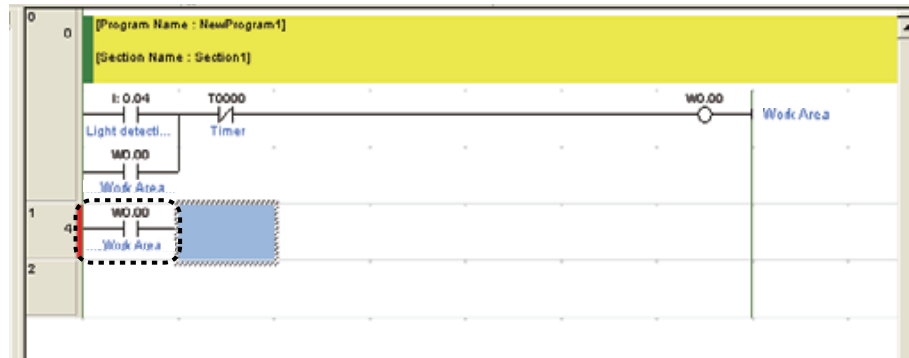 0
0
[Program Name : NewProgram1]
[Section Name : Section1]
I: 0.04 T0000 W0.00
Light detecti... Timer Work Area
W0.00
...Work Area...
1
4
W0.00
...Work Area
2